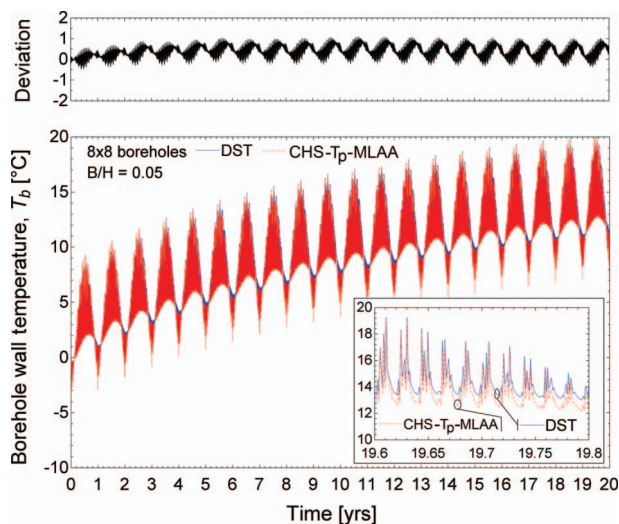 Deviation
2
1
0
-1
-2
Borehole wall temperature, Tb [°C]
20
15
10
5
0
-5
-10
8x8 boreholes
DST
CHS-Tp-MLAA
B/H = 0.05
20
18
16
14
12
10
CHS-Tp-MLAA
DST
19.6 19.65 19.7 19.75 19.8
0 1 2 3 4 5 6 7 8 9 10 11 12 13 14 15 16 17 18 19 20
Time [yrs]